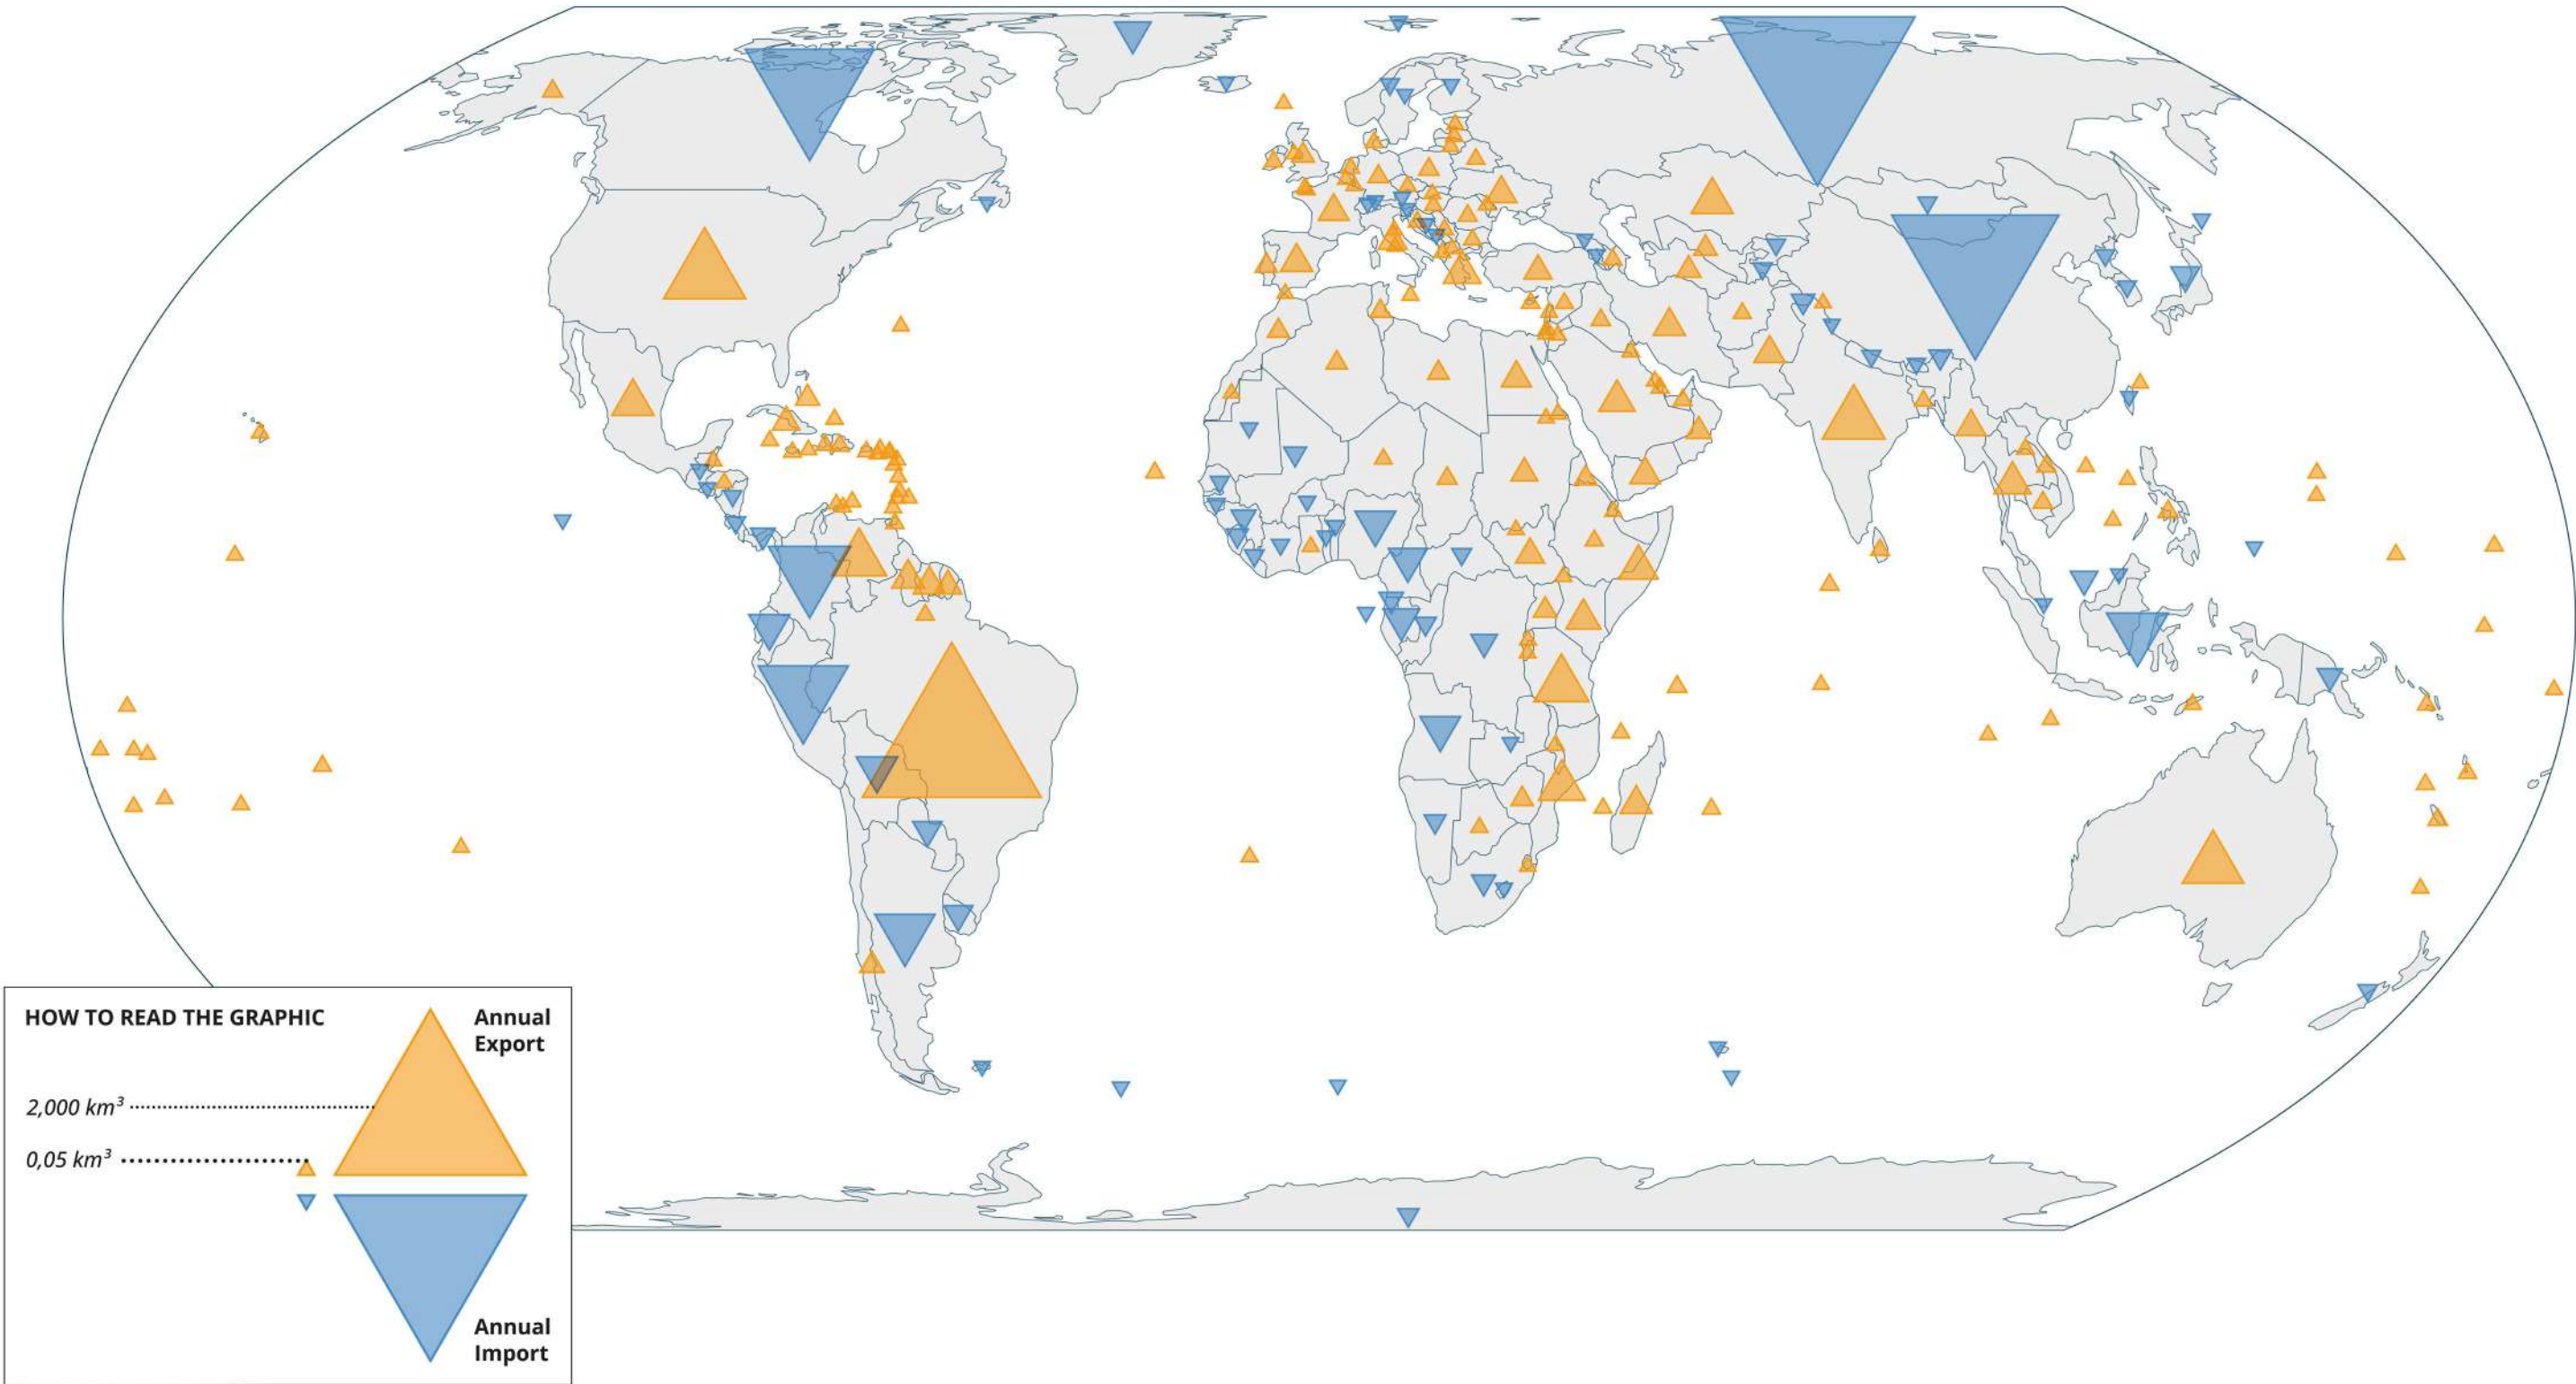 HOW TO READ THE GRAPHIC
Annual
Export
2,000 km³
0,05 km³
Annual
Import